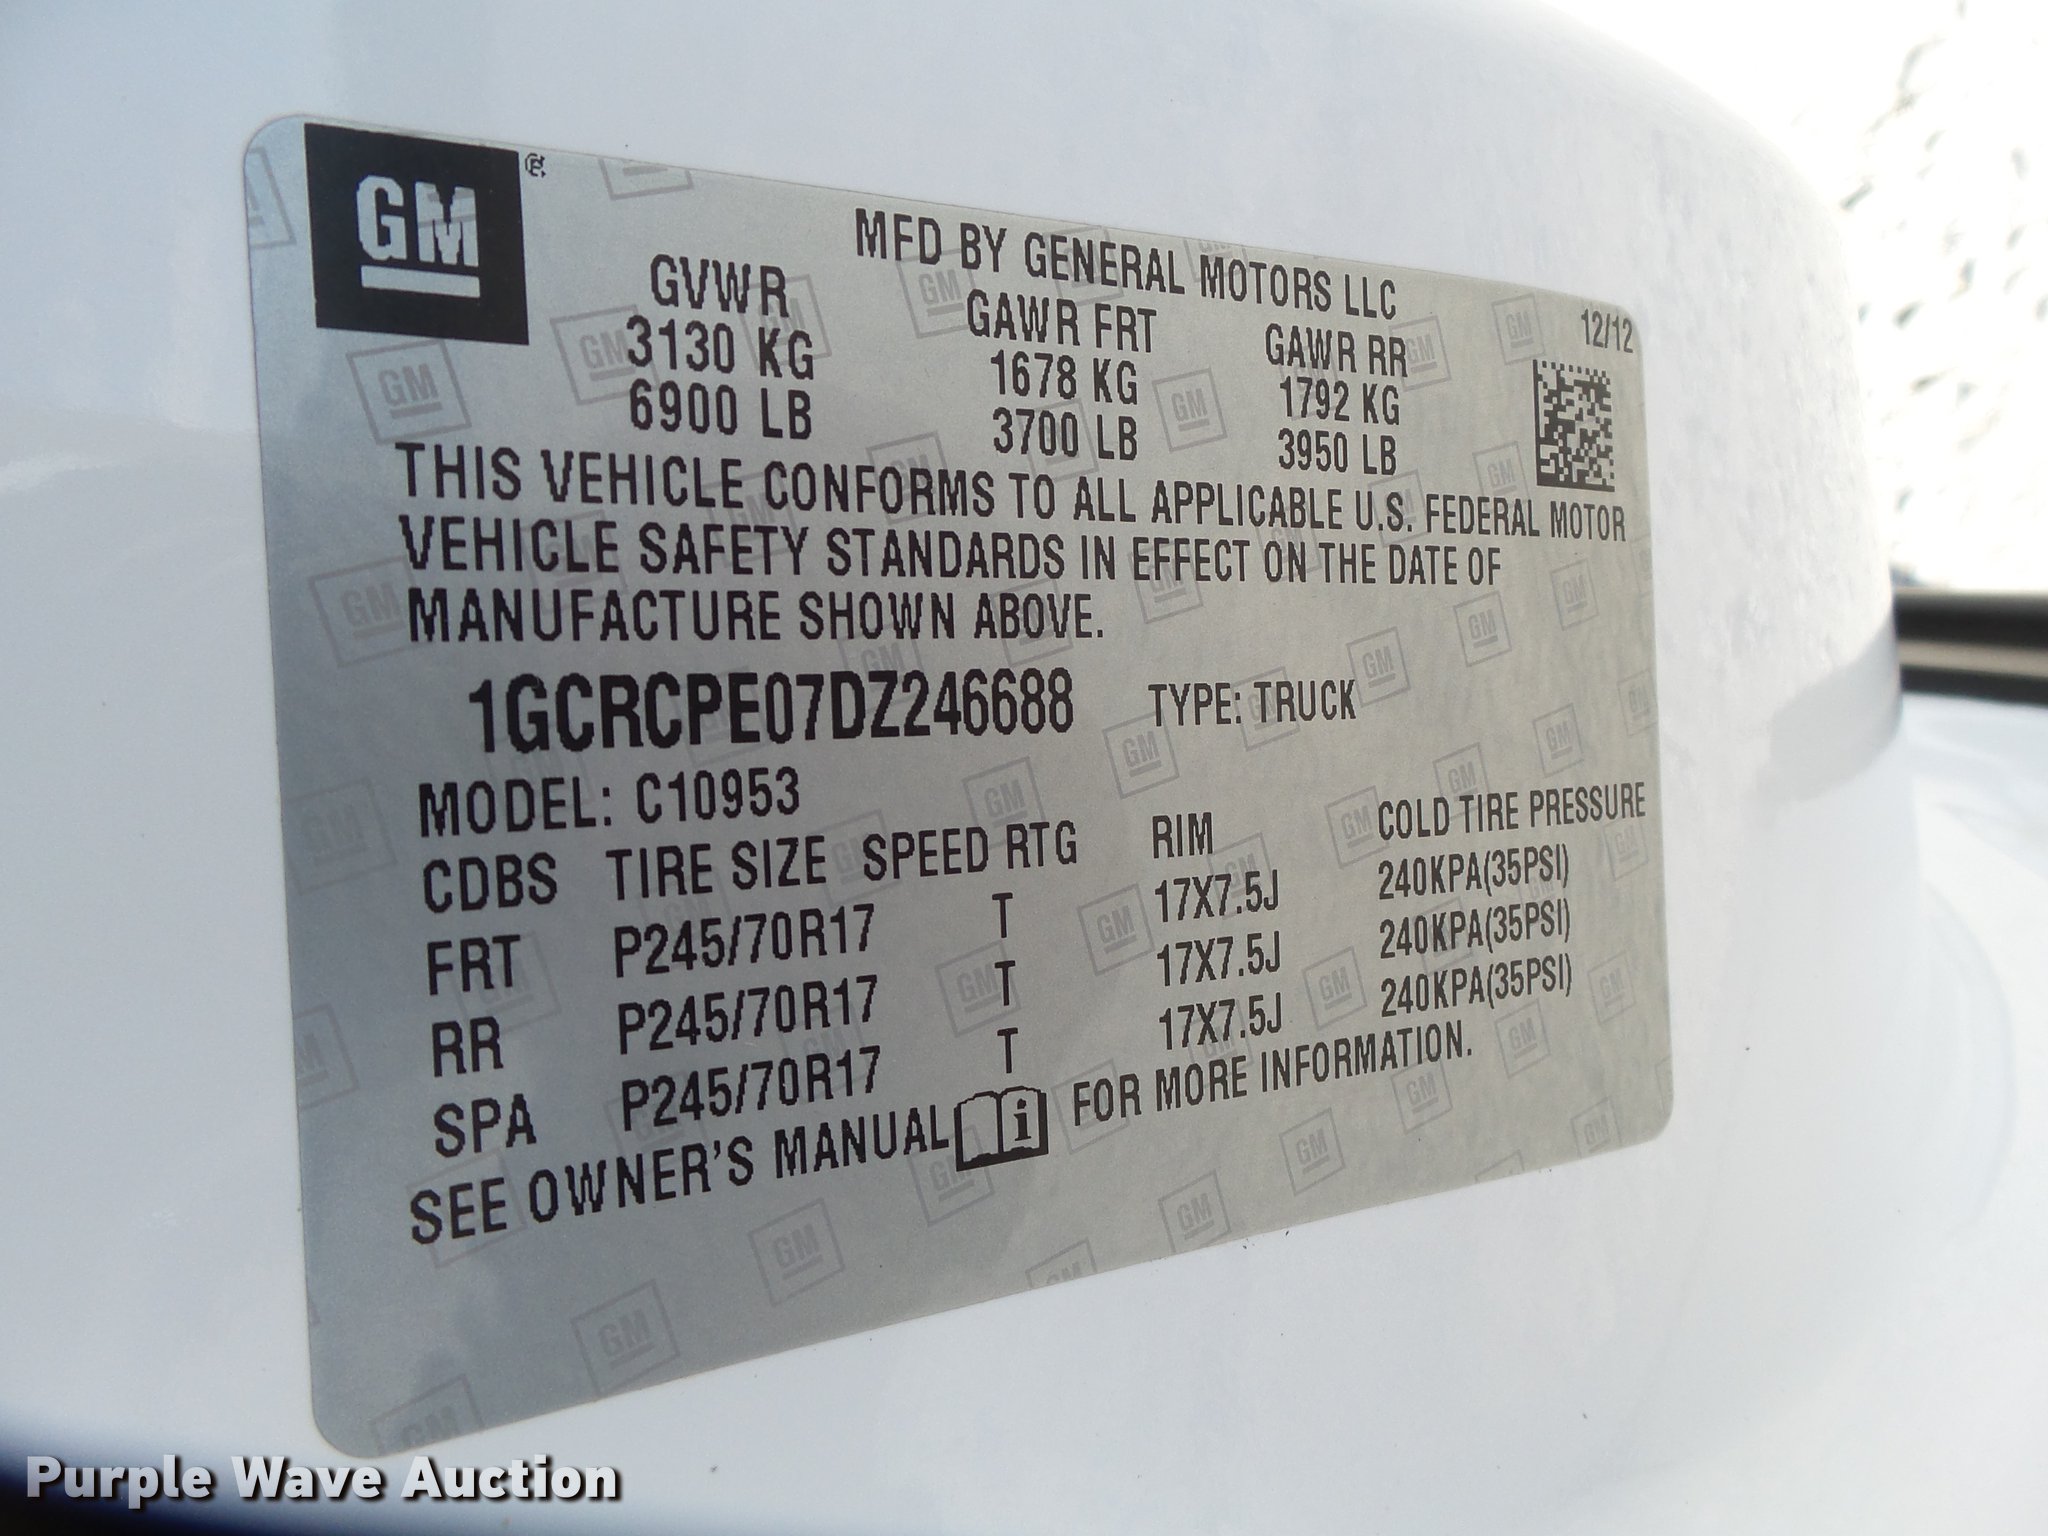 GM
MFD BY GENERAL MOTORS LLC
12/12
GVWR GAWR FRT GAWR RR
3130 KG 1678 KG 1792 KG
6900 LB 3700 LB 3950 LB
THIS VEHICLE CONFORMS TO ALL APPLICABLE U.S. FEDERAL MOTOR
VEHICLE SAFETY STANDARDS IN EFFECT ON THE DATE OF
MANUFACTURE SHOWN ABOVE.
1GCRCPE07DZ246688 TYPE: TRUCK
MODEL: C10953
CDBS TIRE SIZE SPEED RTG RIM COLD TIRE PRESSURE
FRT P245/70R17 T 17X7.5J 240KPA(35PSI)
RR P245/70R17 T 17X7.5J 240KPA(35PSI)
SPA P245/70R17 T 17X7.5J 240KPA(35PSI)
SEE OWNER'S MANUAL i FOR MORE INFORMATION.
Purple Wave Auction